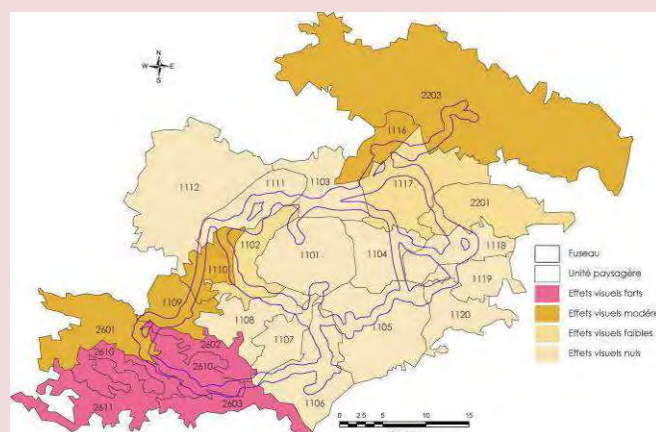 N
W E
S
2203
1116
1112
1111
1103
1117
2201
1102
1101
1104
1118
1110
1119
1109
1108
1105
1120
2601
2602
1107
2610
2610
2611
2603
1106
Fuseau
Unité paysagère
Effets visuels forts
Effets visuels modéré
Effets visuels faibles
Effets visuels nuls
0 2.5 5 10 15